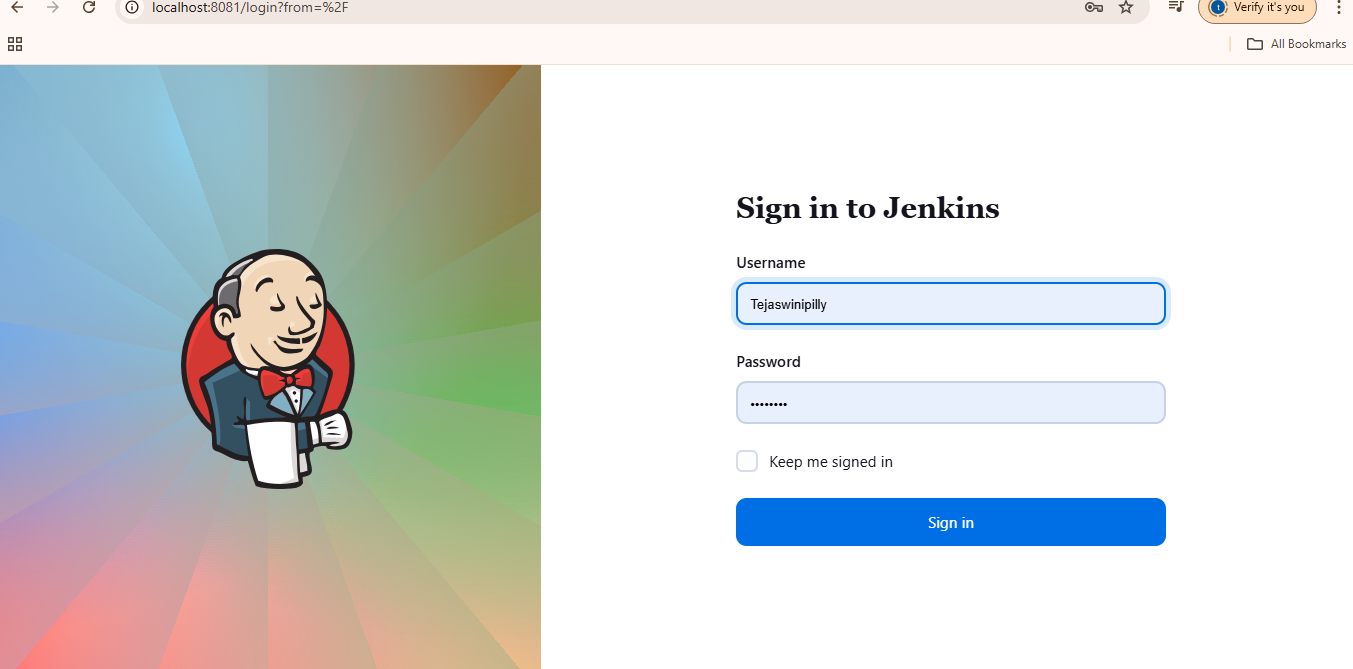 localhost:8081/login?from=%2F
t
Verify it's you
All Bookmarks
Sign in to Jenkins
Username
Tejaswinipilly
Password
••••••••
Keep me signed in
Sign in